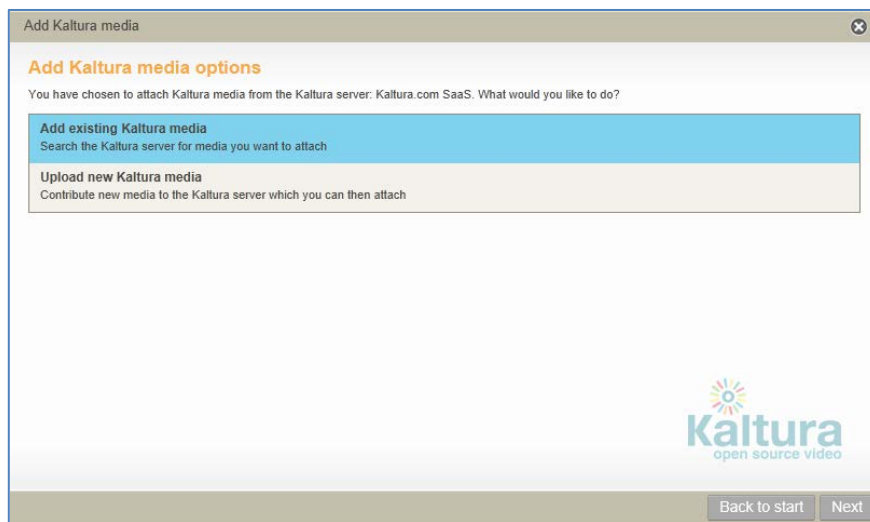 Add Kaltura media
Add Kaltura media options
You have chosen to attach Kaltura media from the Kaltura server: Kaltura.com SaaS. What would you like to do?
Add existing Kaltura media
Search the Kaltura server for media you want to attach
Upload new Kaltura media
Contribute new media to the Kaltura server which you can then attach
Kaltura
open source video
Back to start
Next